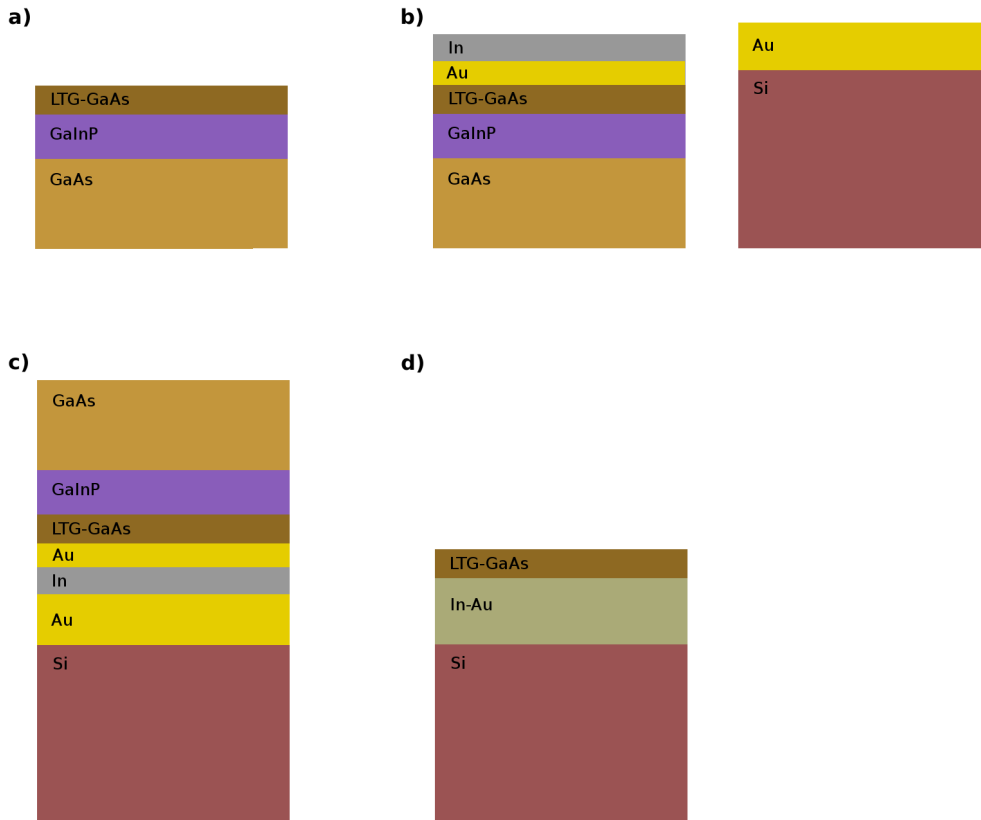 a)
LTG-GaAs
GaInP
GaAs
b)
In
Au
LTG-GaAs
GaInP
GaAs
Au
Si
c)
GaAs
GaInP
LTG-GaAs
Au
In
Au
Si
d)
LTG-GaAs
In-Au
Si